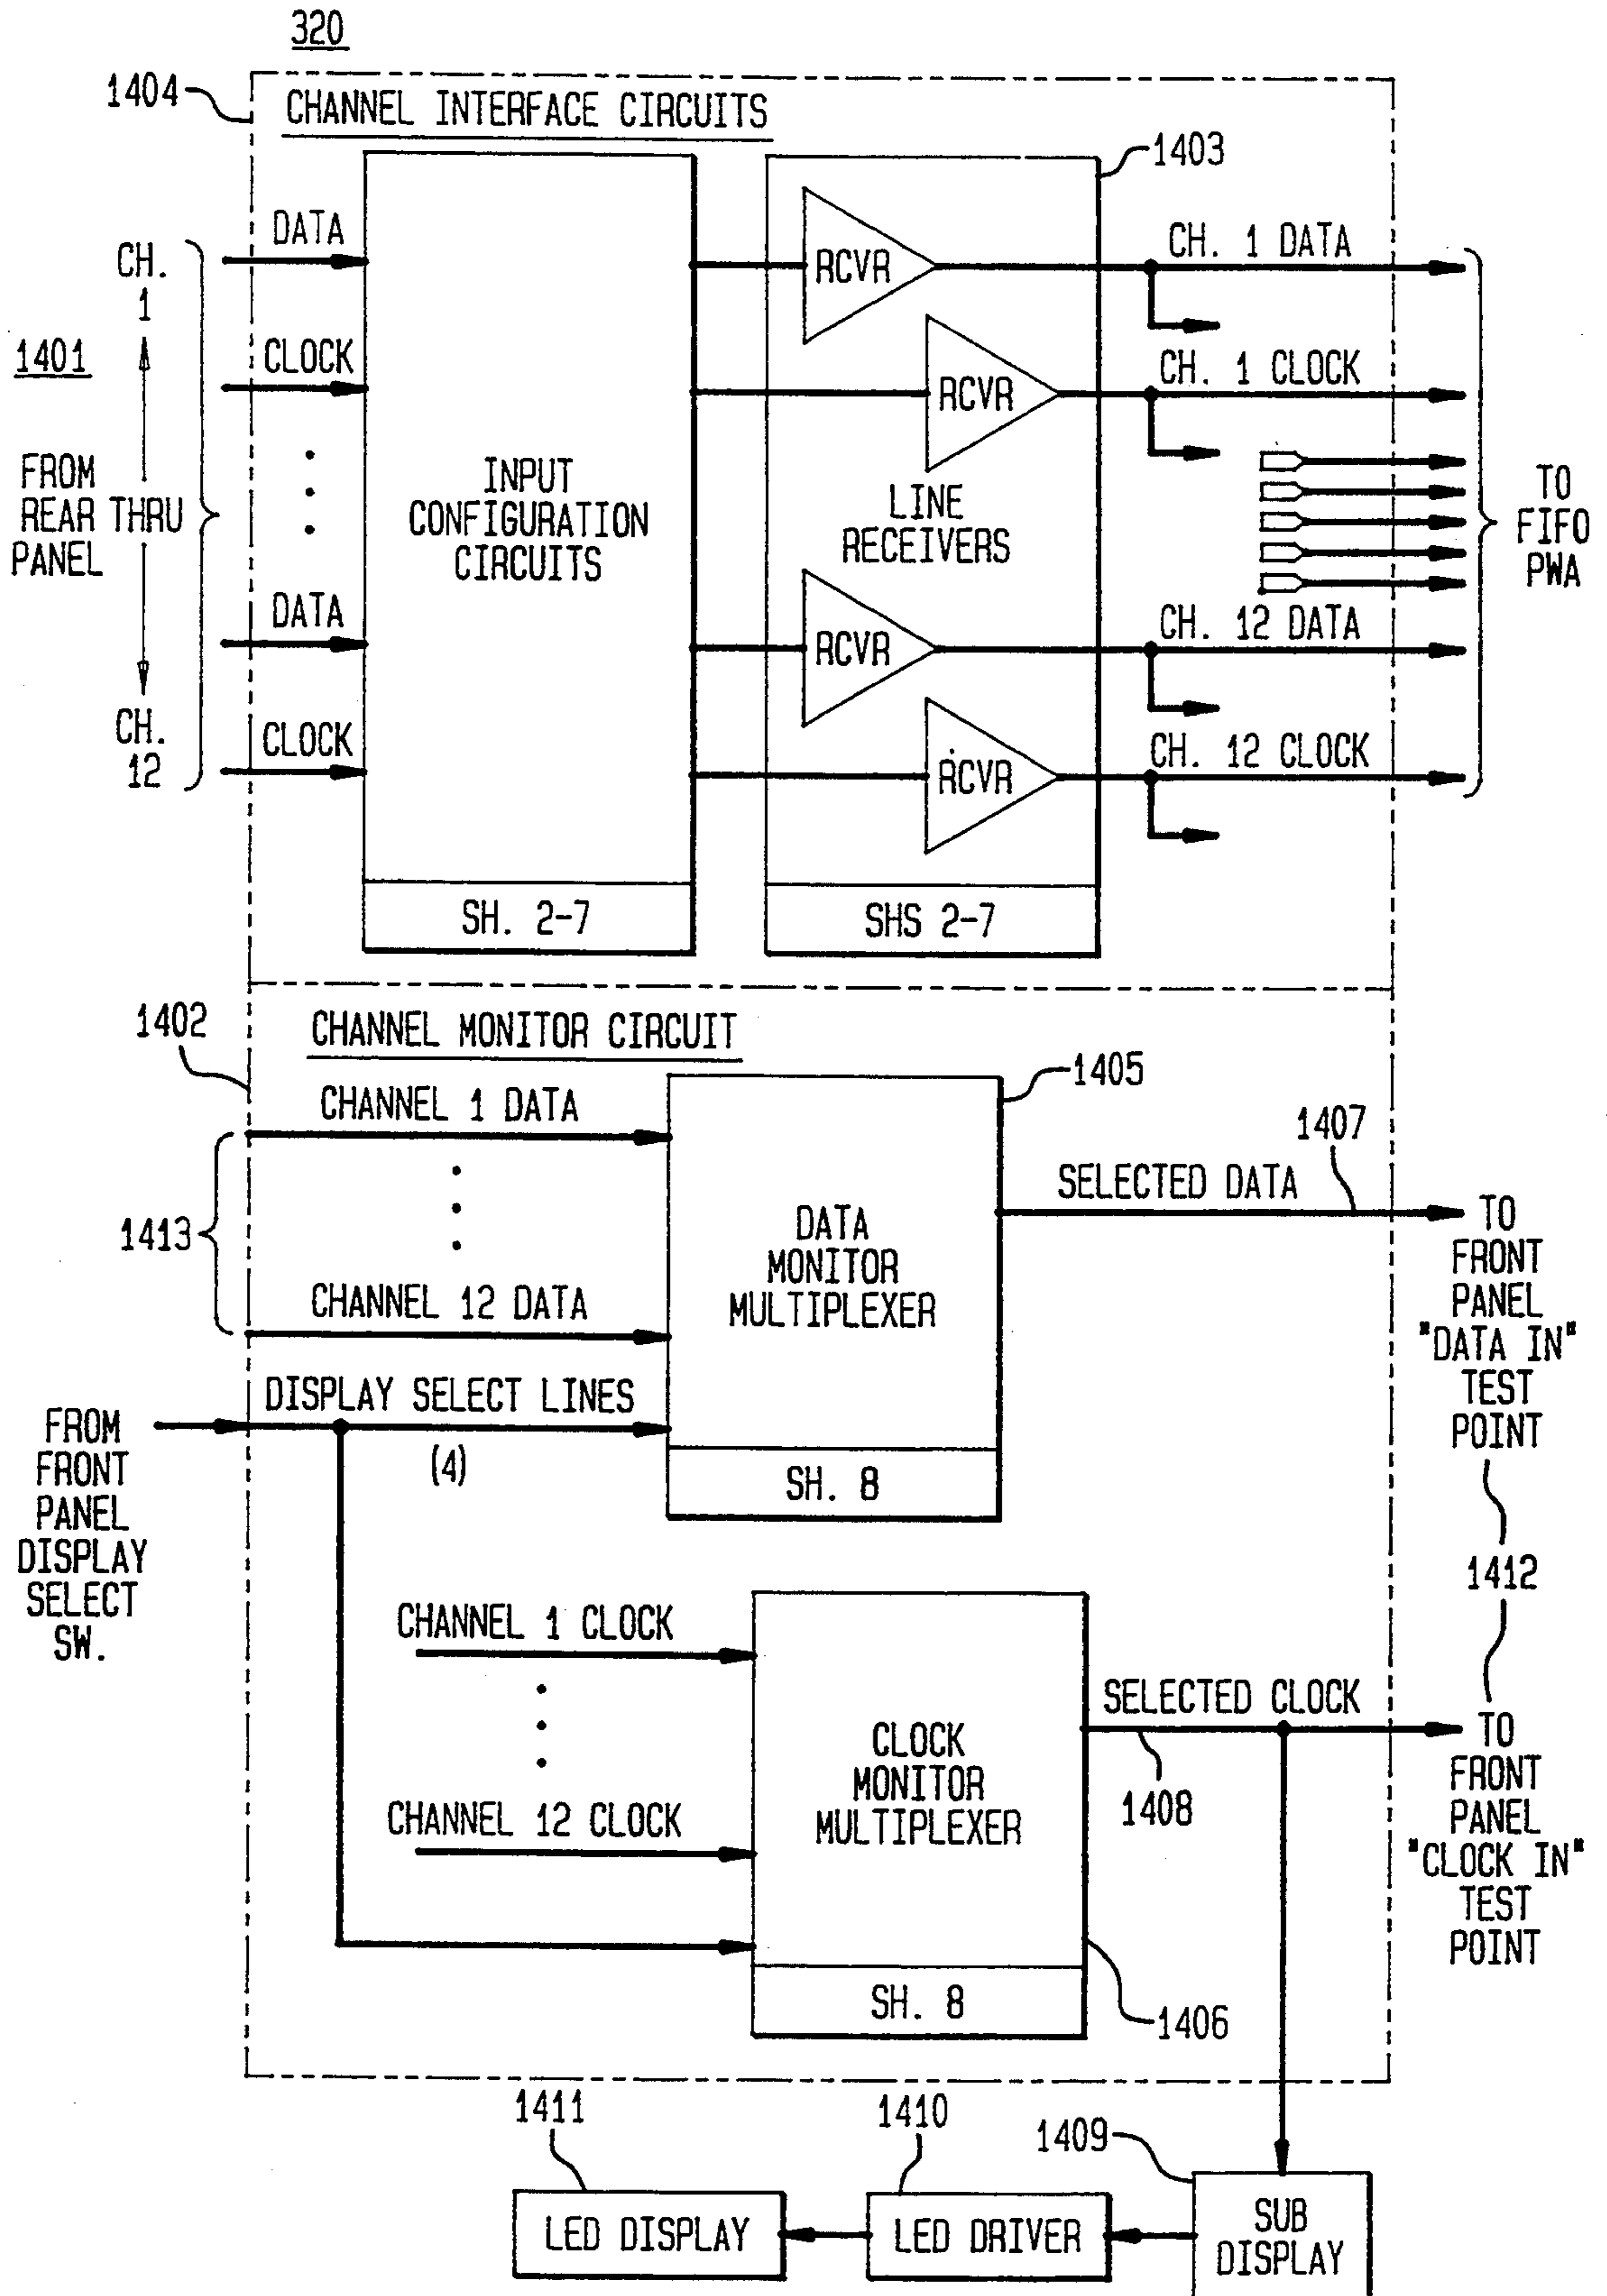 320
1404
CHANNEL INTERFACE CIRCUITS
1403
CH.
1
1401
FROM
REAR THRU
PANEL
CH.
12
DATA
CLOCK
DATA
CLOCK
INPUT
CONFIGURATION
CIRCUITS
SH. 2-7
RCVR
RCVR
LINE
RECEIVERS
RCVR
RCVR
SHS 2-7
CH. 1 DATA
CH. 1 CLOCK
CH. 12 DATA
CH. 12 CLOCK
TO
FIFO
PWA
1402
CHANNEL MONITOR CIRCUIT
1405
CHANNEL 1 DATA
1413
CHANNEL 12 DATA
DISPLAY SELECT LINES
(4)
FROM
FRONT
PANEL
DISPLAY
SELECT
SW.
DATA
MONITOR
MULTIPLEXER
SH. 8
1407
SELECTED DATA
TO
FRONT
PANEL
"DATA IN"
TEST
POINT
1412
CHANNEL 1 CLOCK
CHANNEL 12 CLOCK
CLOCK
MONITOR
MULTIPLEXER
SH. 8
1406
SELECTED CLOCK
1408
TO
FRONT
PANEL
"CLOCK IN"
TEST
POINT
1411
1410
1409
LED DISPLAY
LED DRIVER
SUB
DISPLAY